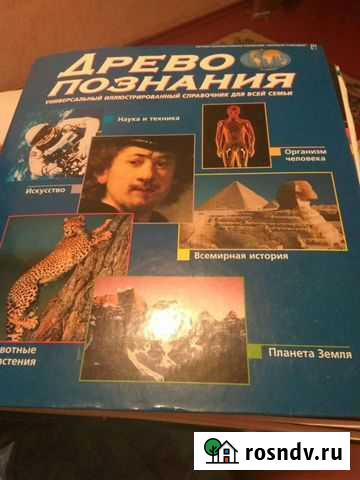 ДРЕВО
ПОЗНАНИЯ
УНИВЕРСАЛЬНЫЙ ИЛЛЮСТРИРОВАННЫЙ СПРАВОЧНИК ДЛЯ ВСЕЙ СЕМЬИ
Наука и техника
Организм
человека
Искусство
Всемирная история
Планета Земля
вотные
астения
rosndv.ru